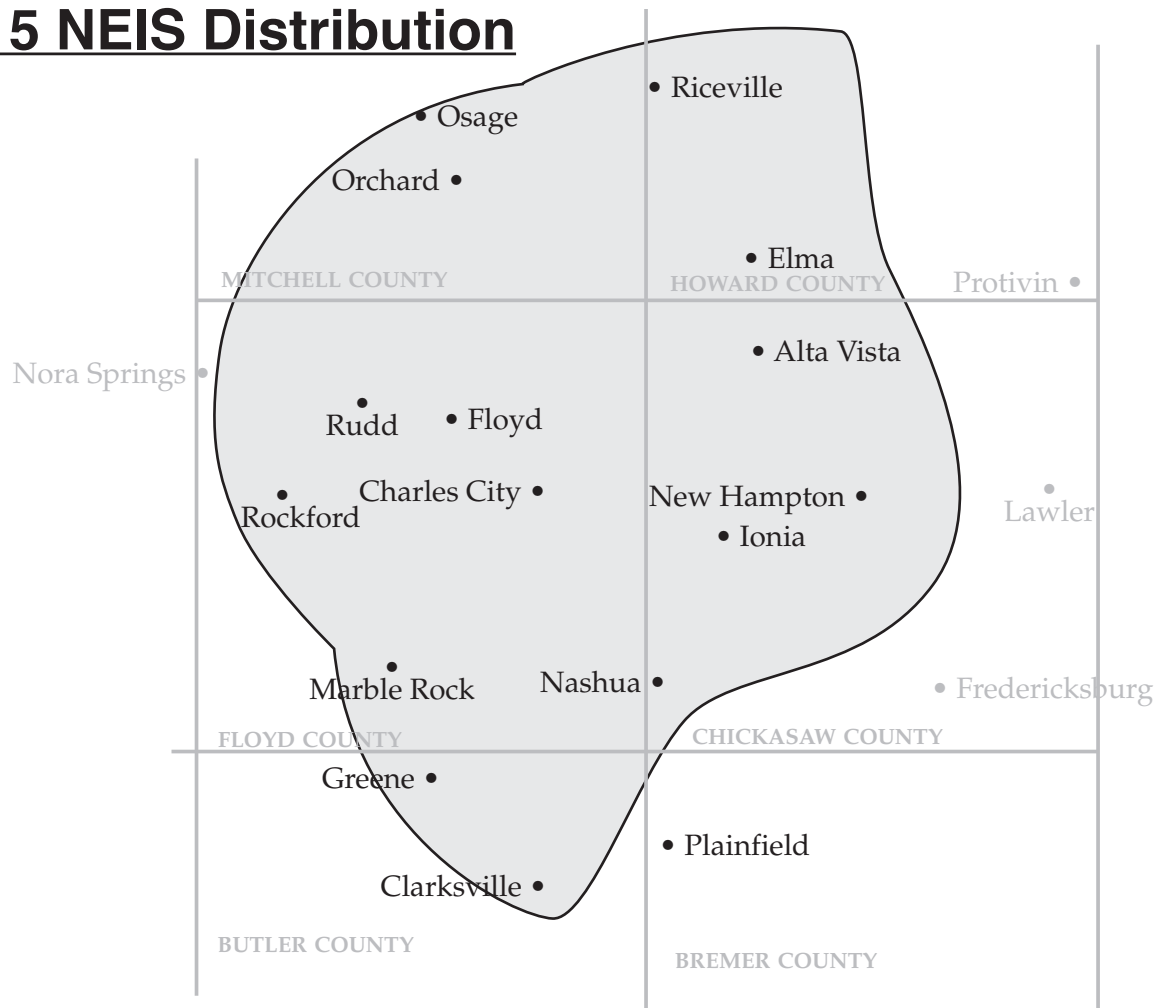 5 NEIS Distribution
Riceville
Osage
Orchard
Elma
MITCHELL COUNTY
HOWARD COUNTY
Protivin
Alta Vista
Nora Springs
Rudd
Floyd
Charles City
New Hampton
Rockford
Lawler
Ionia
Marble Rock
Nashua
Fredericksburg
FLOYD COUNTY
CHICKASAW COUNTY
Greene
Plainfield
Clarksville
BUTLER COUNTY
BREMER COUNTY